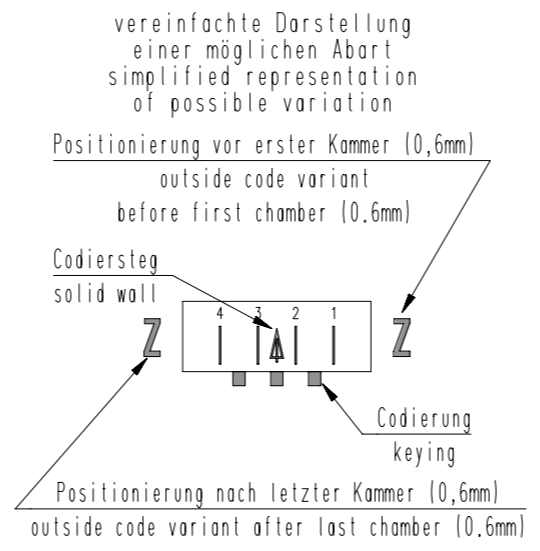 vereinfachte Darstellung
einer möglichen Abart
simplified representation
of possible variation
Positionierung vor erster Kammer (0,6mm)
outside code variant
before first chamber (0.6mm)
Codiersteg
solid wall
4 3 2 1
Z Z
Codierung
keying
Positionierung nach letzter Kammer (0,6mm)
outside code variant after last chamber (0,6mm)